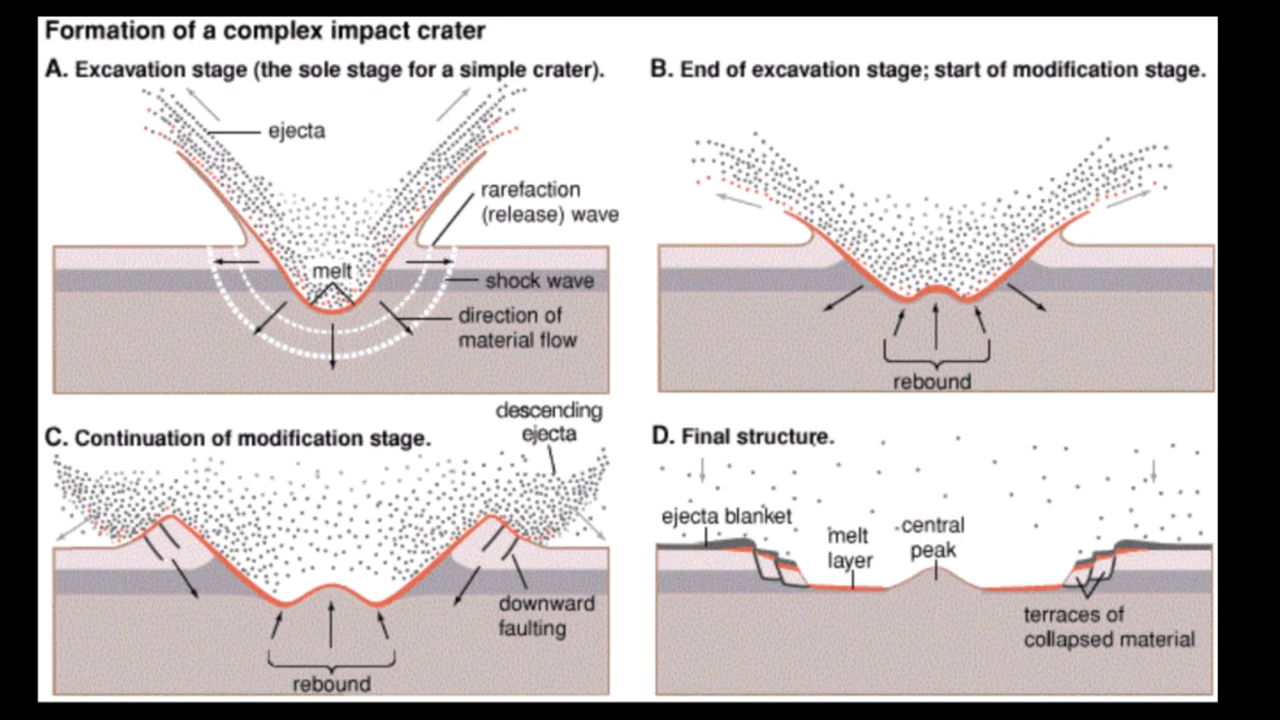 Formation of a complex impact crater
A. Excavation stage (the sole stage for a simple crater).
ejecta
rarefaction
(release) wave
melt
shock wave
direction of
material flow
B. End of excavation stage; start of modification stage.
rebound
C. Continuation of modification stage.
descending
ejecta
downward
faulting
rebound
D. Final structure.
ejecta blanket
melt
layer
central
peak
terraces of
collapsed material